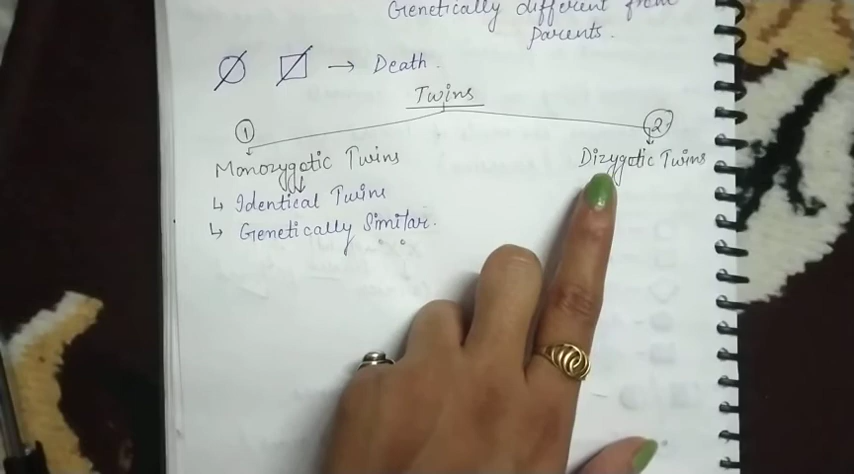 Genetically different from
parents.
→ Death.
Twins
1
2.
Monozygotic Twins
Dizygotic Twins
↳ Identical Twins
↳ Genetically Similar.